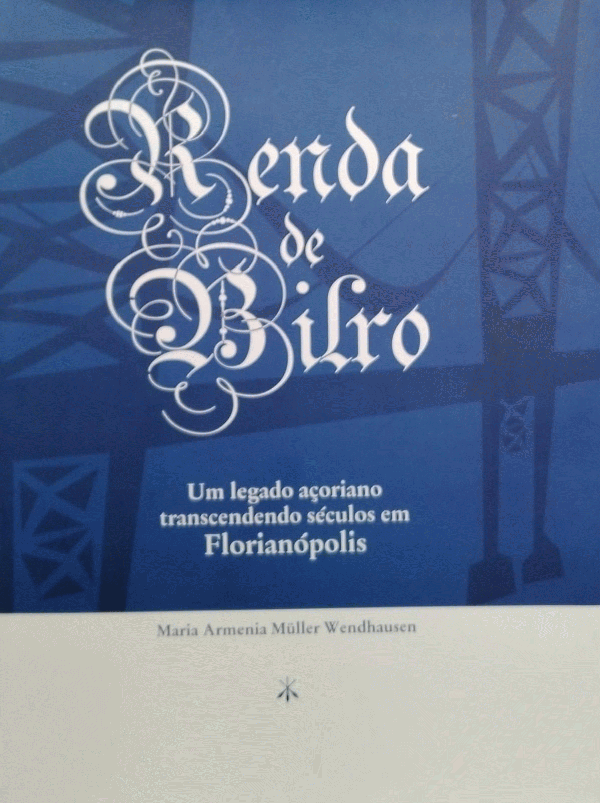 Renda
de
Bilro
Um legado açoriano
transcendendo séculos em
Florianópolis
Maria Armenia Müller Wendhausen